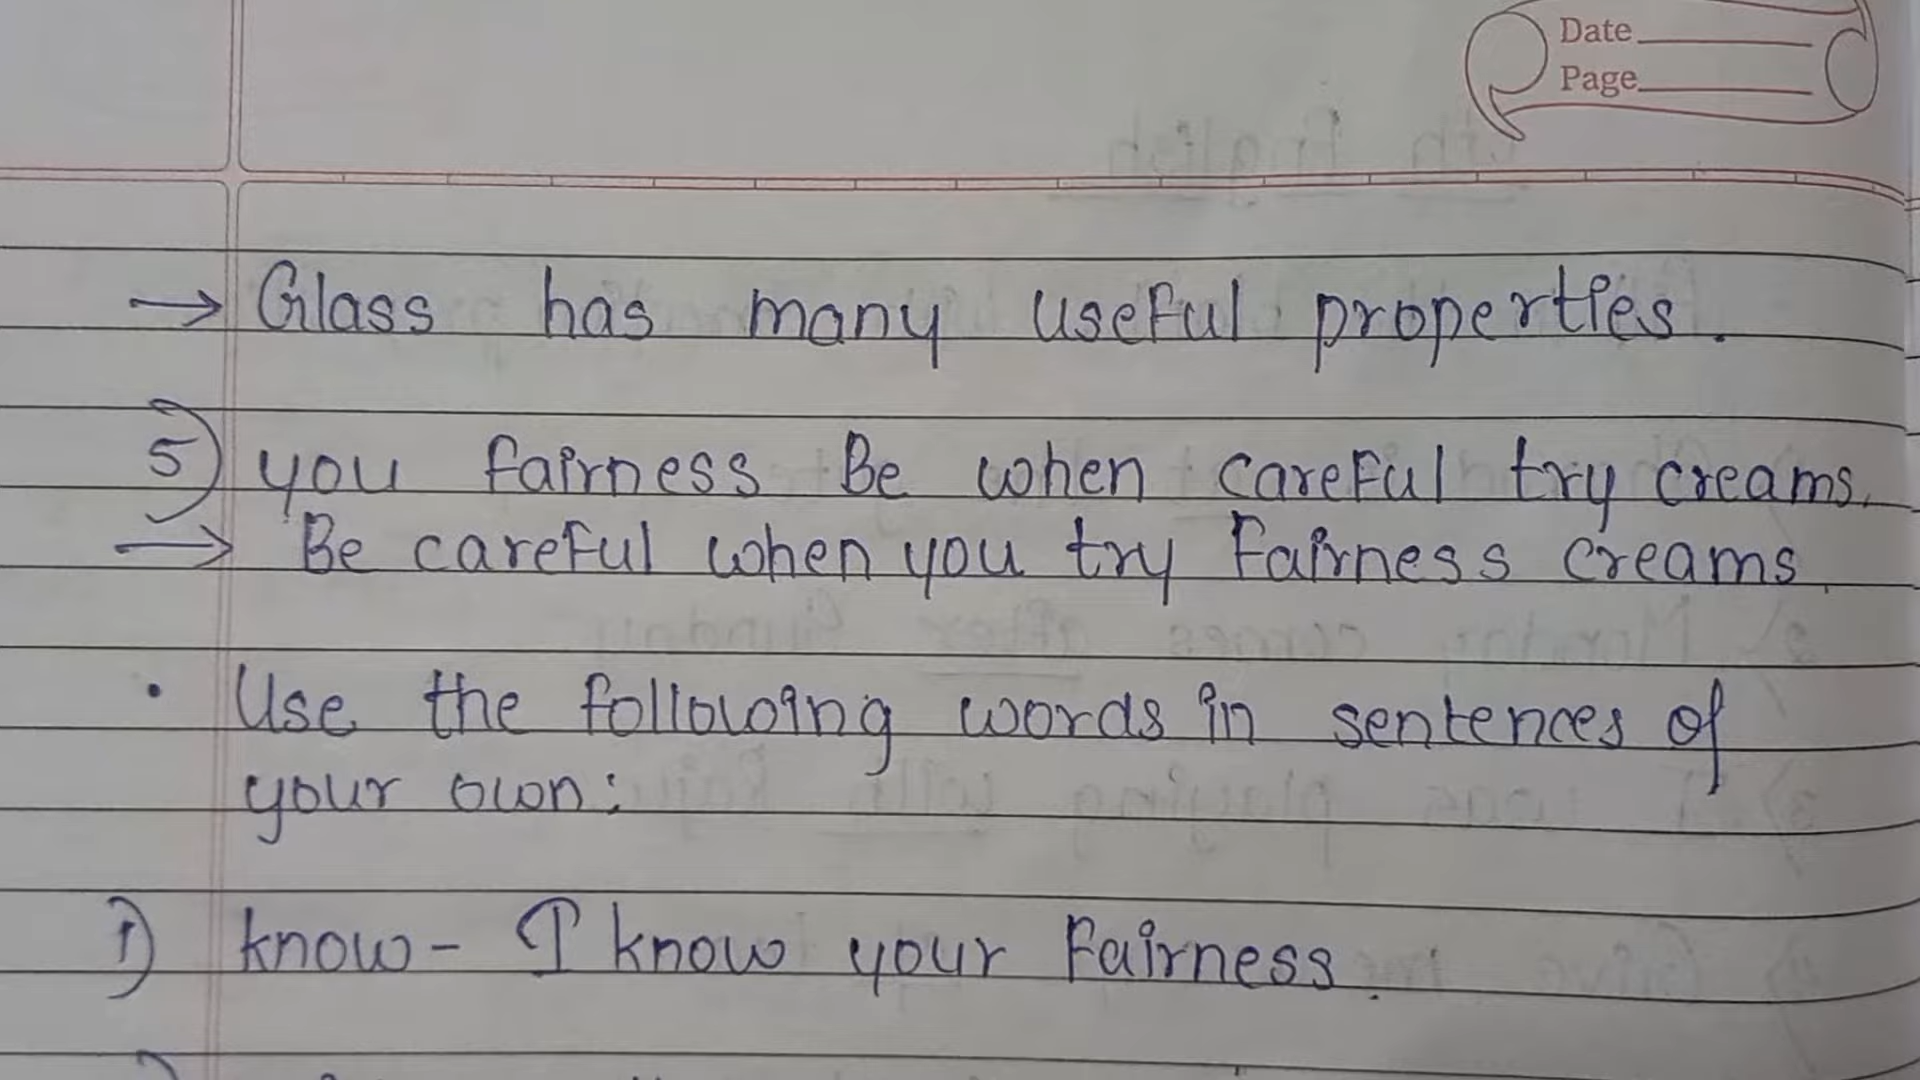 Date
Page
→ Glass has many useful properties.
5) you fairness Be when careful try creams.
→ Be careful when you try Fairness creams.
• Use the following words in sentences of
your own:
1) know - I know your Fairness.